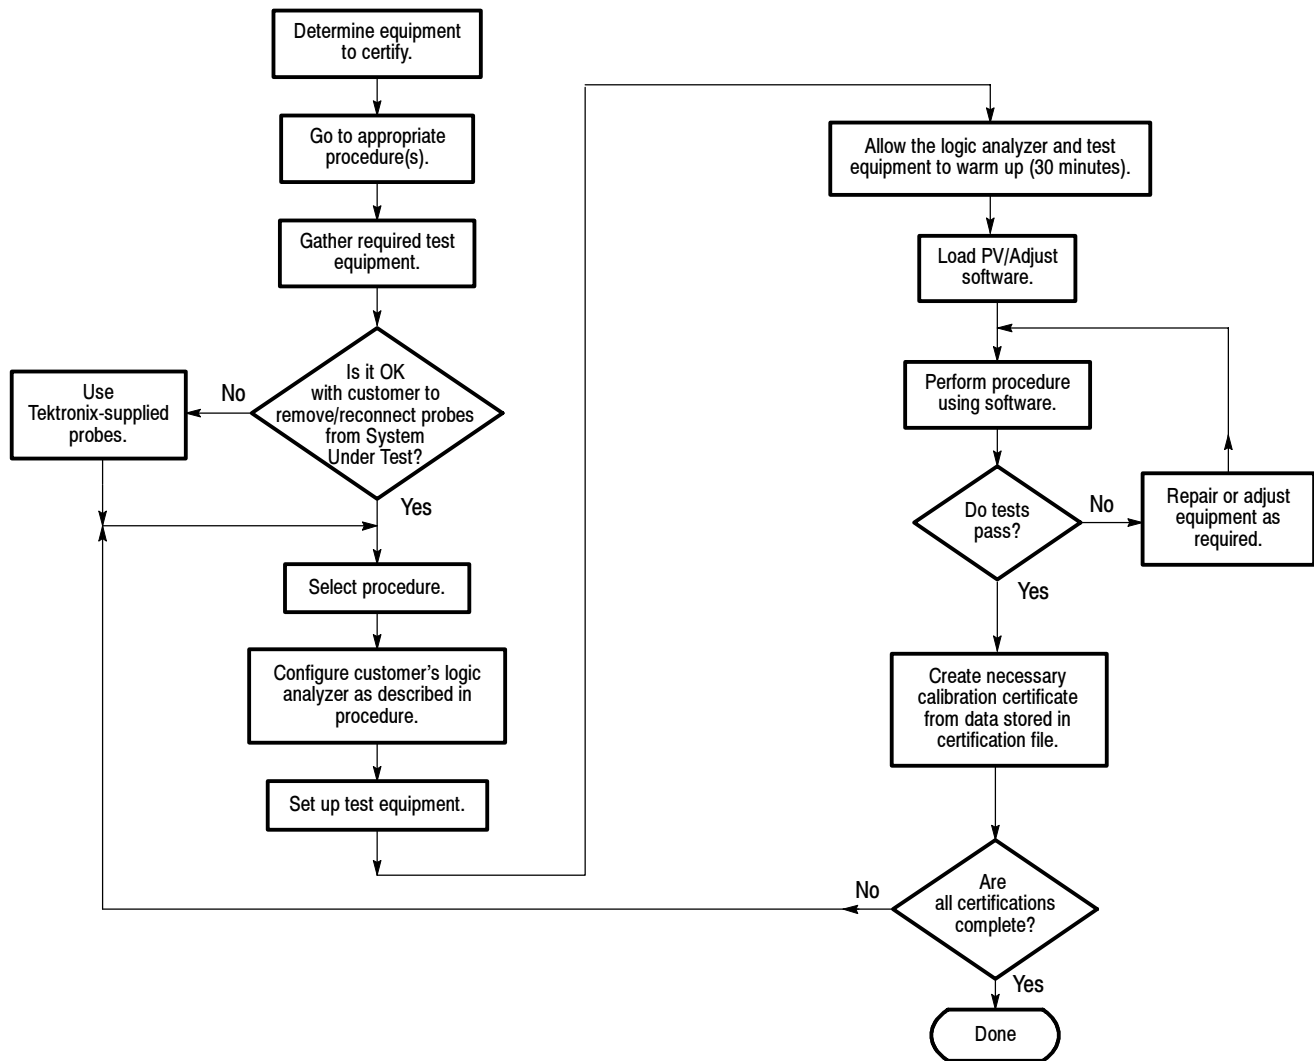 Determine equipment
to certify.
Go to appropriate
procedure(s).
Gather required test
equipment.
Is it OK
with customer to
remove/reconnect probes
from System
Under Test?
No
Use
Tektronix-supplied
probes.
Yes
Select procedure.
Configure customer's logic
analyzer as described in
procedure.
Set up test equipment.
Allow the logic analyzer and test
equipment to warm up (30 minutes).
Load PV/Adjust
software.
Perform procedure
using software.
Do tests
pass?
No
Repair or adjust
equipment as
required.
Yes
Create necessary
calibration certificate
from data stored in
certification file.
Are
all certifications
complete?
No
Yes
Done